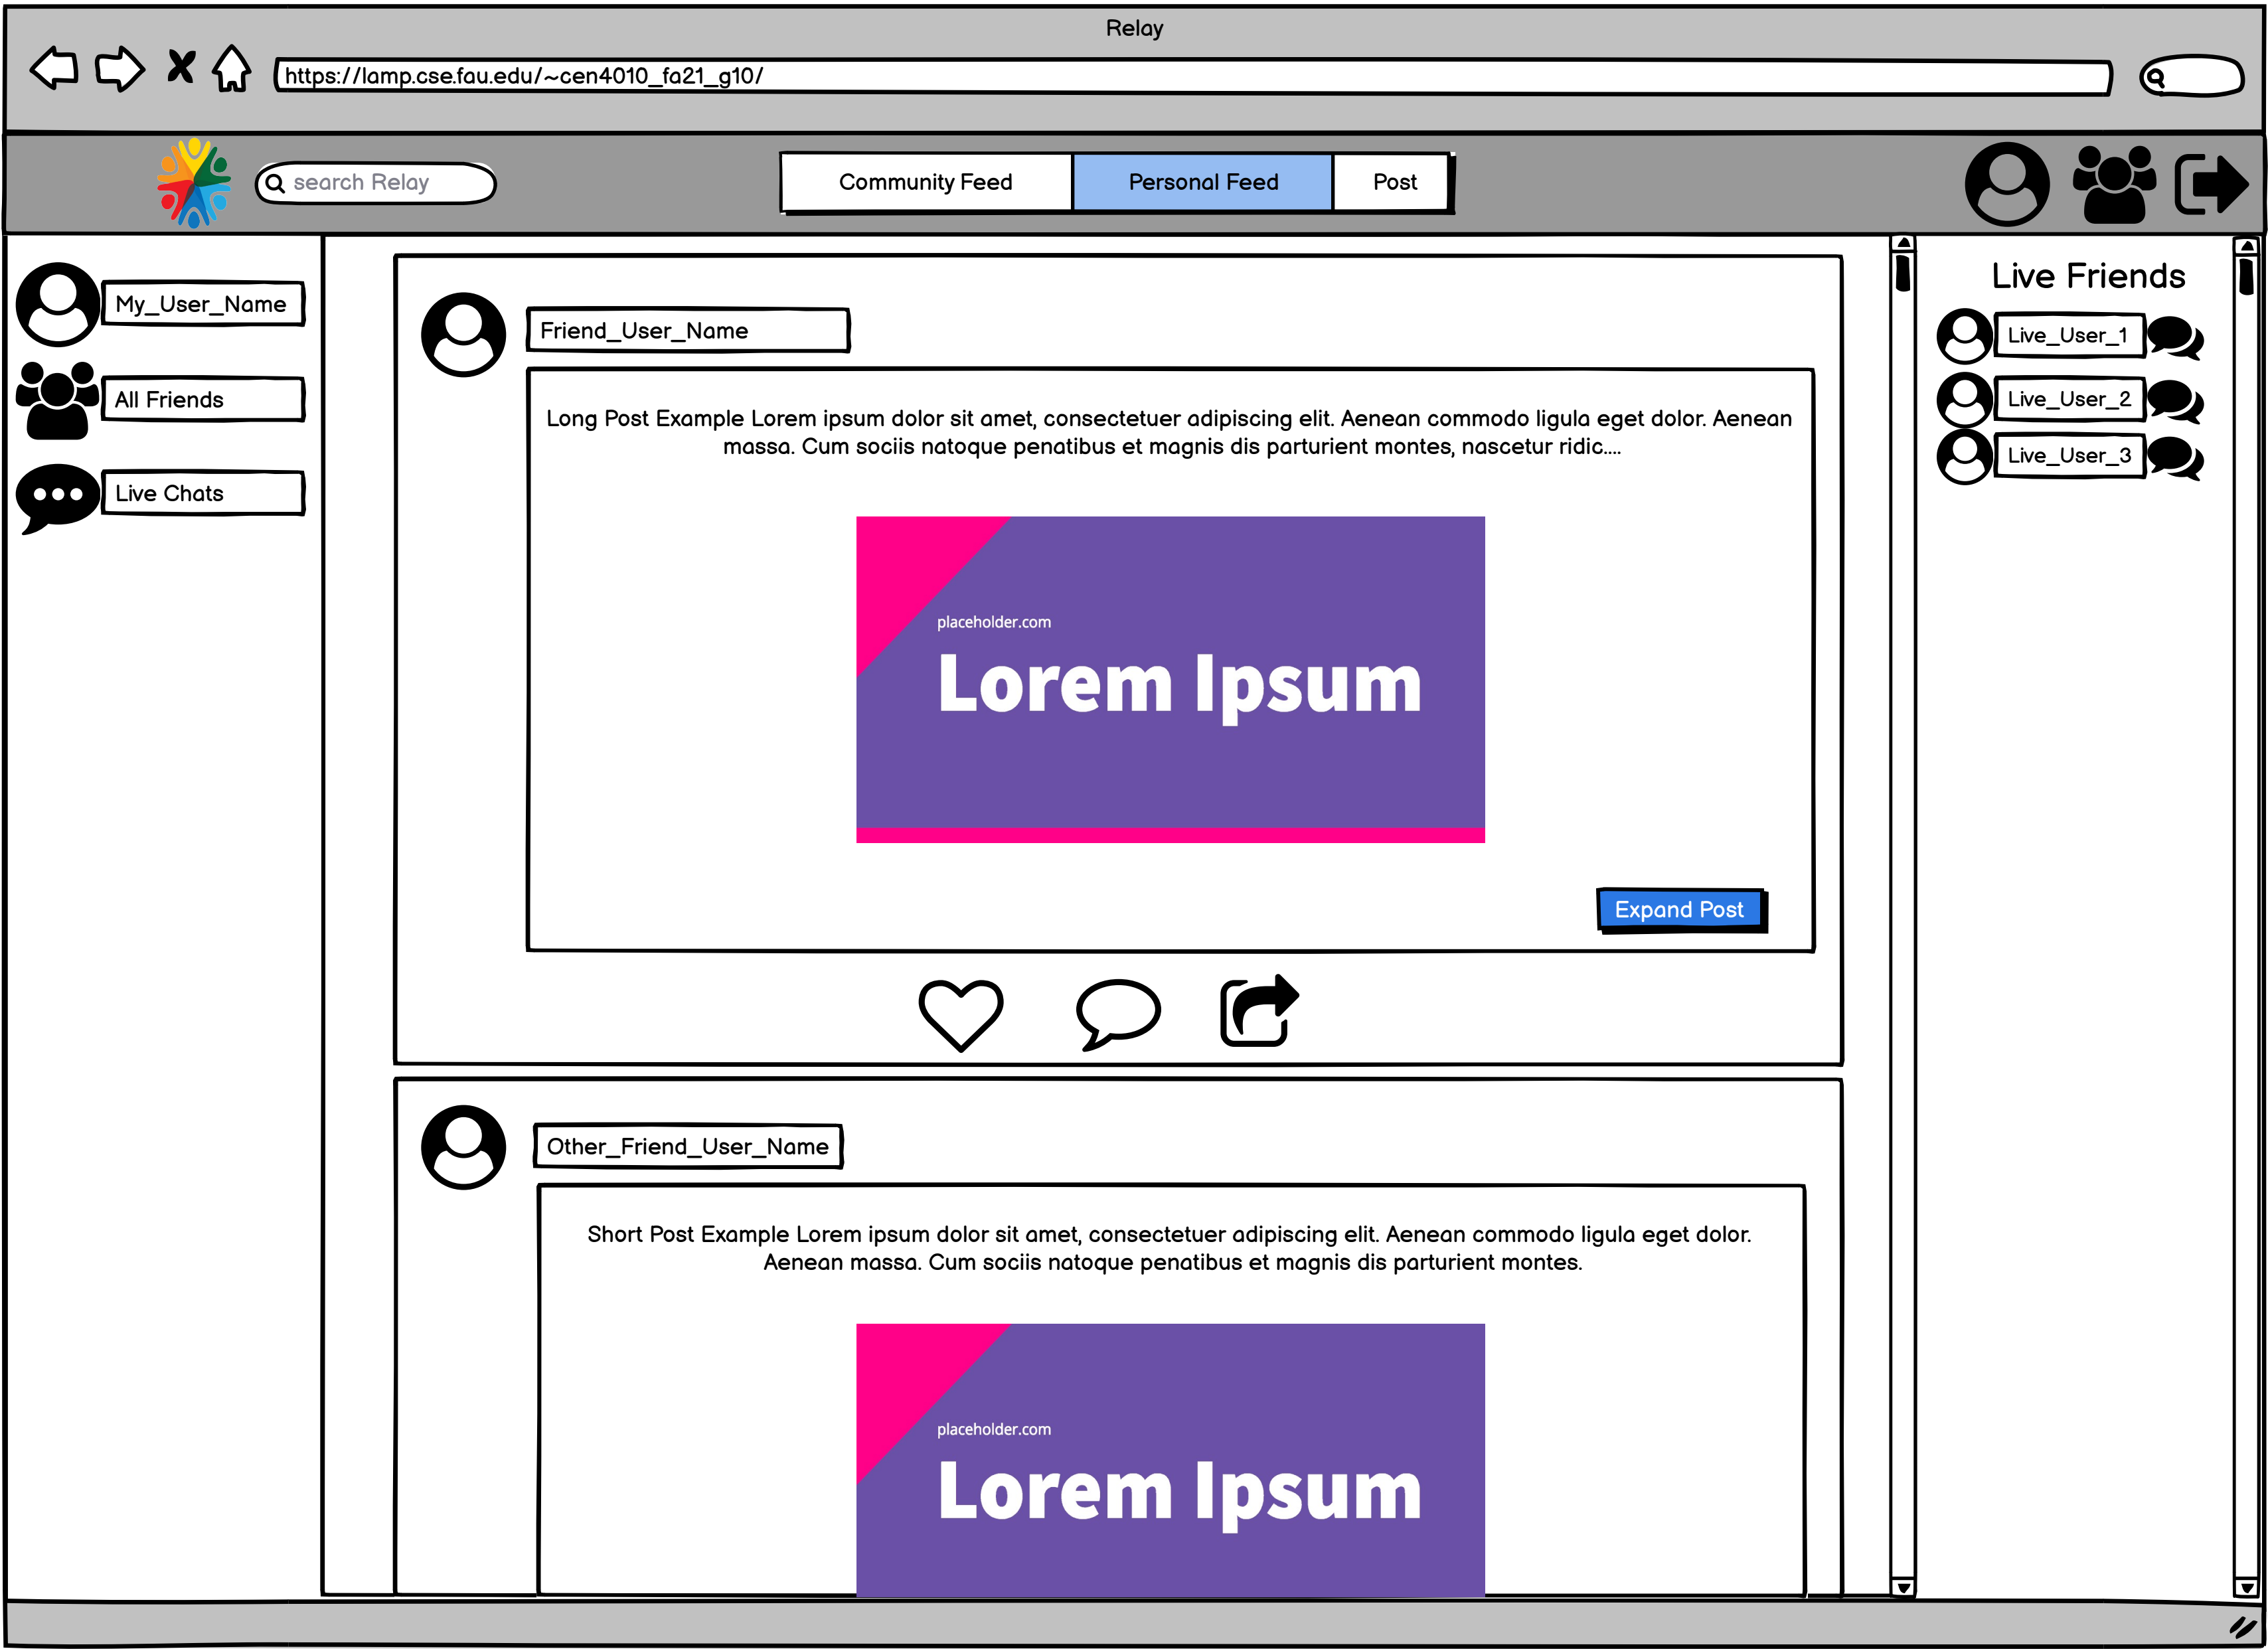 Relay
https://lamp.cse.fau.edu/~cen4010_fa21_g10/
search Relay
Community Feed
Personal Feed
Post
My_User_Name
All Friends
Live Chats
Friend_User_Name
Long Post Example Lorem ipsum dolor sit amet, consectetuer adipiscing elit. Aenean commodo ligula eget dolor. Aenean
massa. Cum sociis natoque penatibus et magnis dis parturient montes, nascetur ridic....
placeholder.com
Lorem Ipsum
Expand Post
Other_Friend_User_Name
Short Post Example Lorem ipsum dolor sit amet, consectetuer adipiscing elit. Aenean commodo ligula eget dolor.
Aenean massa. Cum sociis natoque penatibus et magnis dis parturient montes.
placeholder.com
Lorem Ipsum
Live Friends
Live_User_1
Live_User_2
Live_User_3